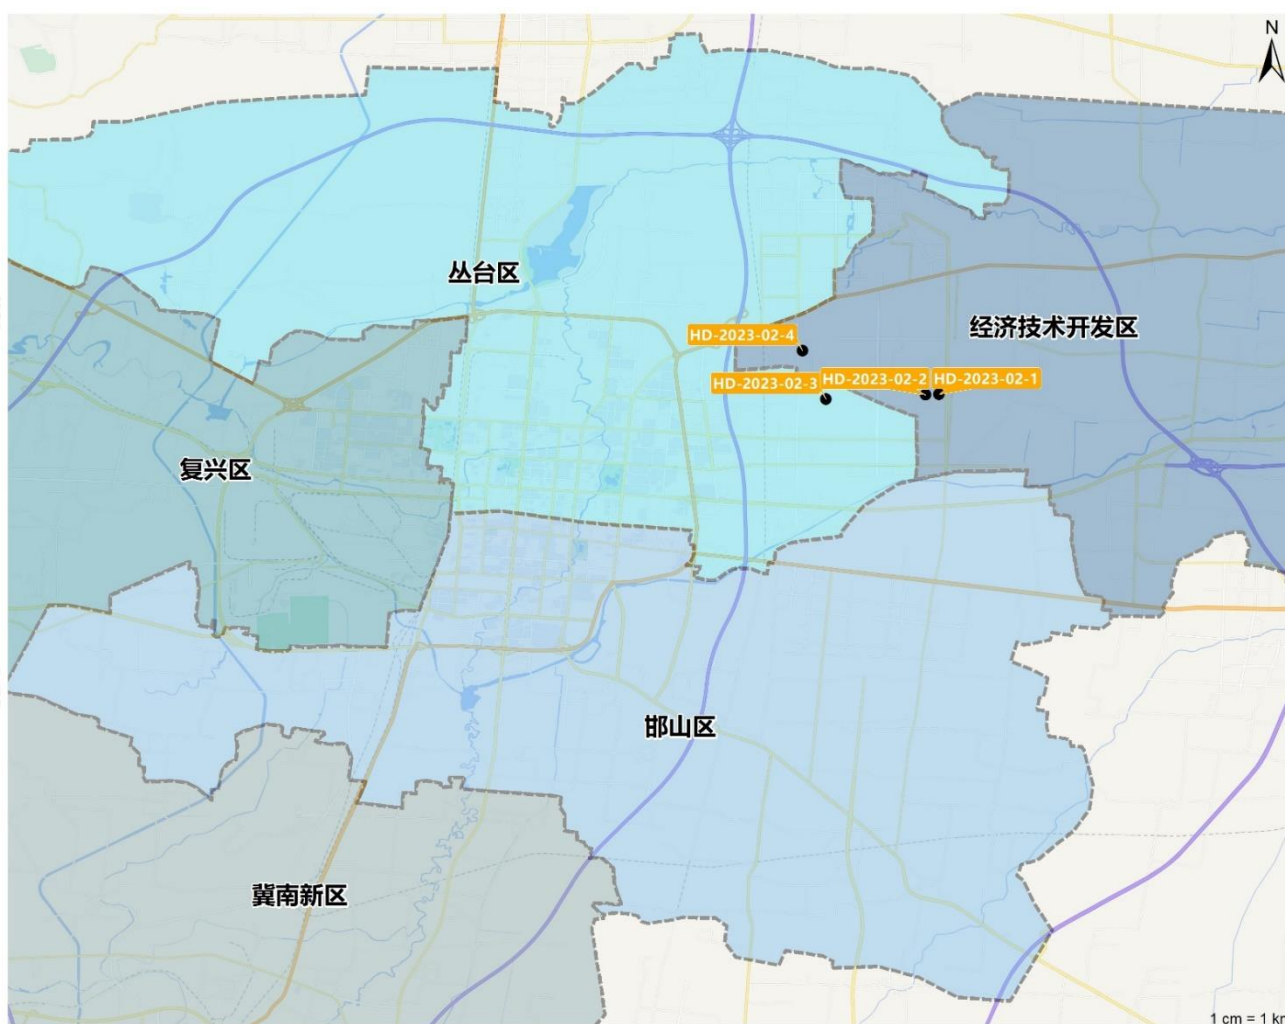 N
丛台区
经济技术开发区
HD-2023-02-4
HD-2023-02-3
HD-2023-02-2
HD-2023-02-1
复兴区
邯山区
冀南新区
1 cm = 1 km